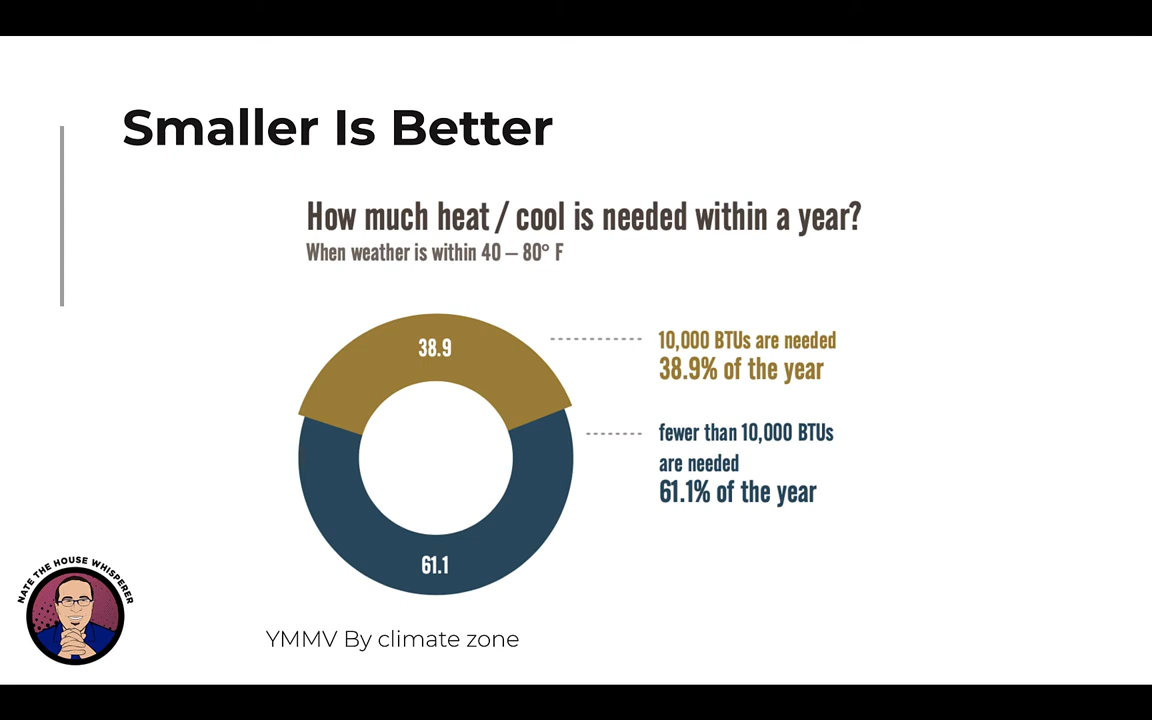 Smaller Is Better
How much heat / cool is needed within a year?
When weather is within 40 – 80° F
38.9
10,000 BTUs are needed
38.9% of the year
fewer than 10,000 BTUs
are needed
61.1% of the year
61.1
NATE THE HOUSE WHISPERER
YMMV By climate zone